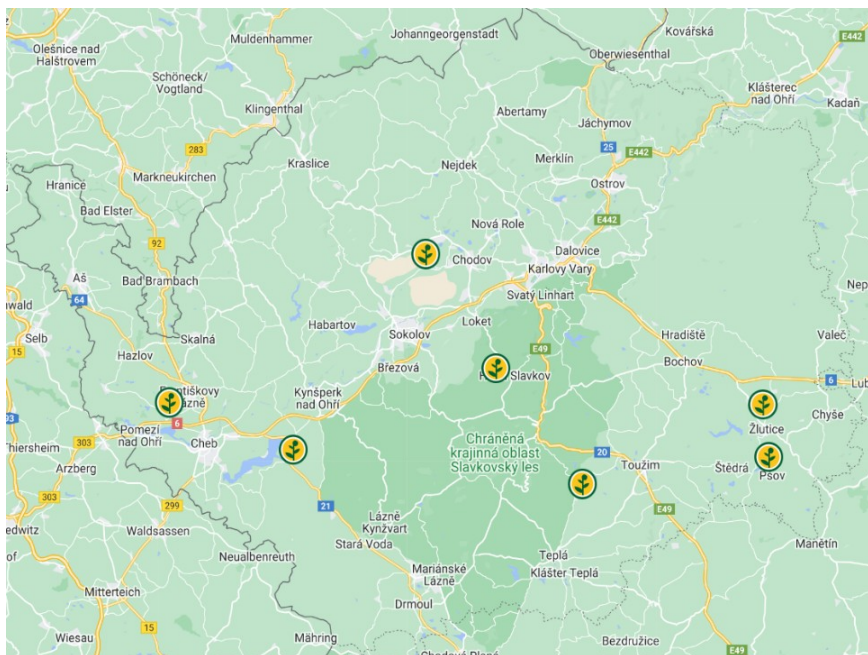 Kovářská
Johanngeorgenstadt
E442
Muldenhammer
Olešnice nad
Halštrovem
Oberwiesenthal
Schöneck/
Vogtland
Klášterec
nad Ohří
Kadaň
Klingenthal
Abertamy
Jáchymov
283
25
E442
Kraslice
Nejdek
Merklín
Markneukirchen
Ostrov
Hranice
Bad Elster
Nová Role
E442
92
Dalovice
Chodov
Karlovy Vary
Aš
Bad Brambach
64
Svatý Linhart
Habartov
Loket
Sokolov
Skalná
Selb
Hradiště
Valeč
15
E49
Hazlov
Březová
Bochov
Slavkov
6
Kynšperk
nad Ohří
93
Pomezí
nad Ohří
6
Chyše
Žlutice
303
Cheb
Chráněná
krajinná oblast
Slavkovský les
Thiersheim
Arzberg
20
Toužim
Štědrá
Pšov
303
299
21
E49
Waldsassen
Lázně
Kynžvart
Stará Voda
Manětín
Neualbenreuth
Teplá
Klášter Teplá
Mariánské
Lázně
Mitterteich
Drmoul
15
Wiesau
Mähring
Bezdružice
E49